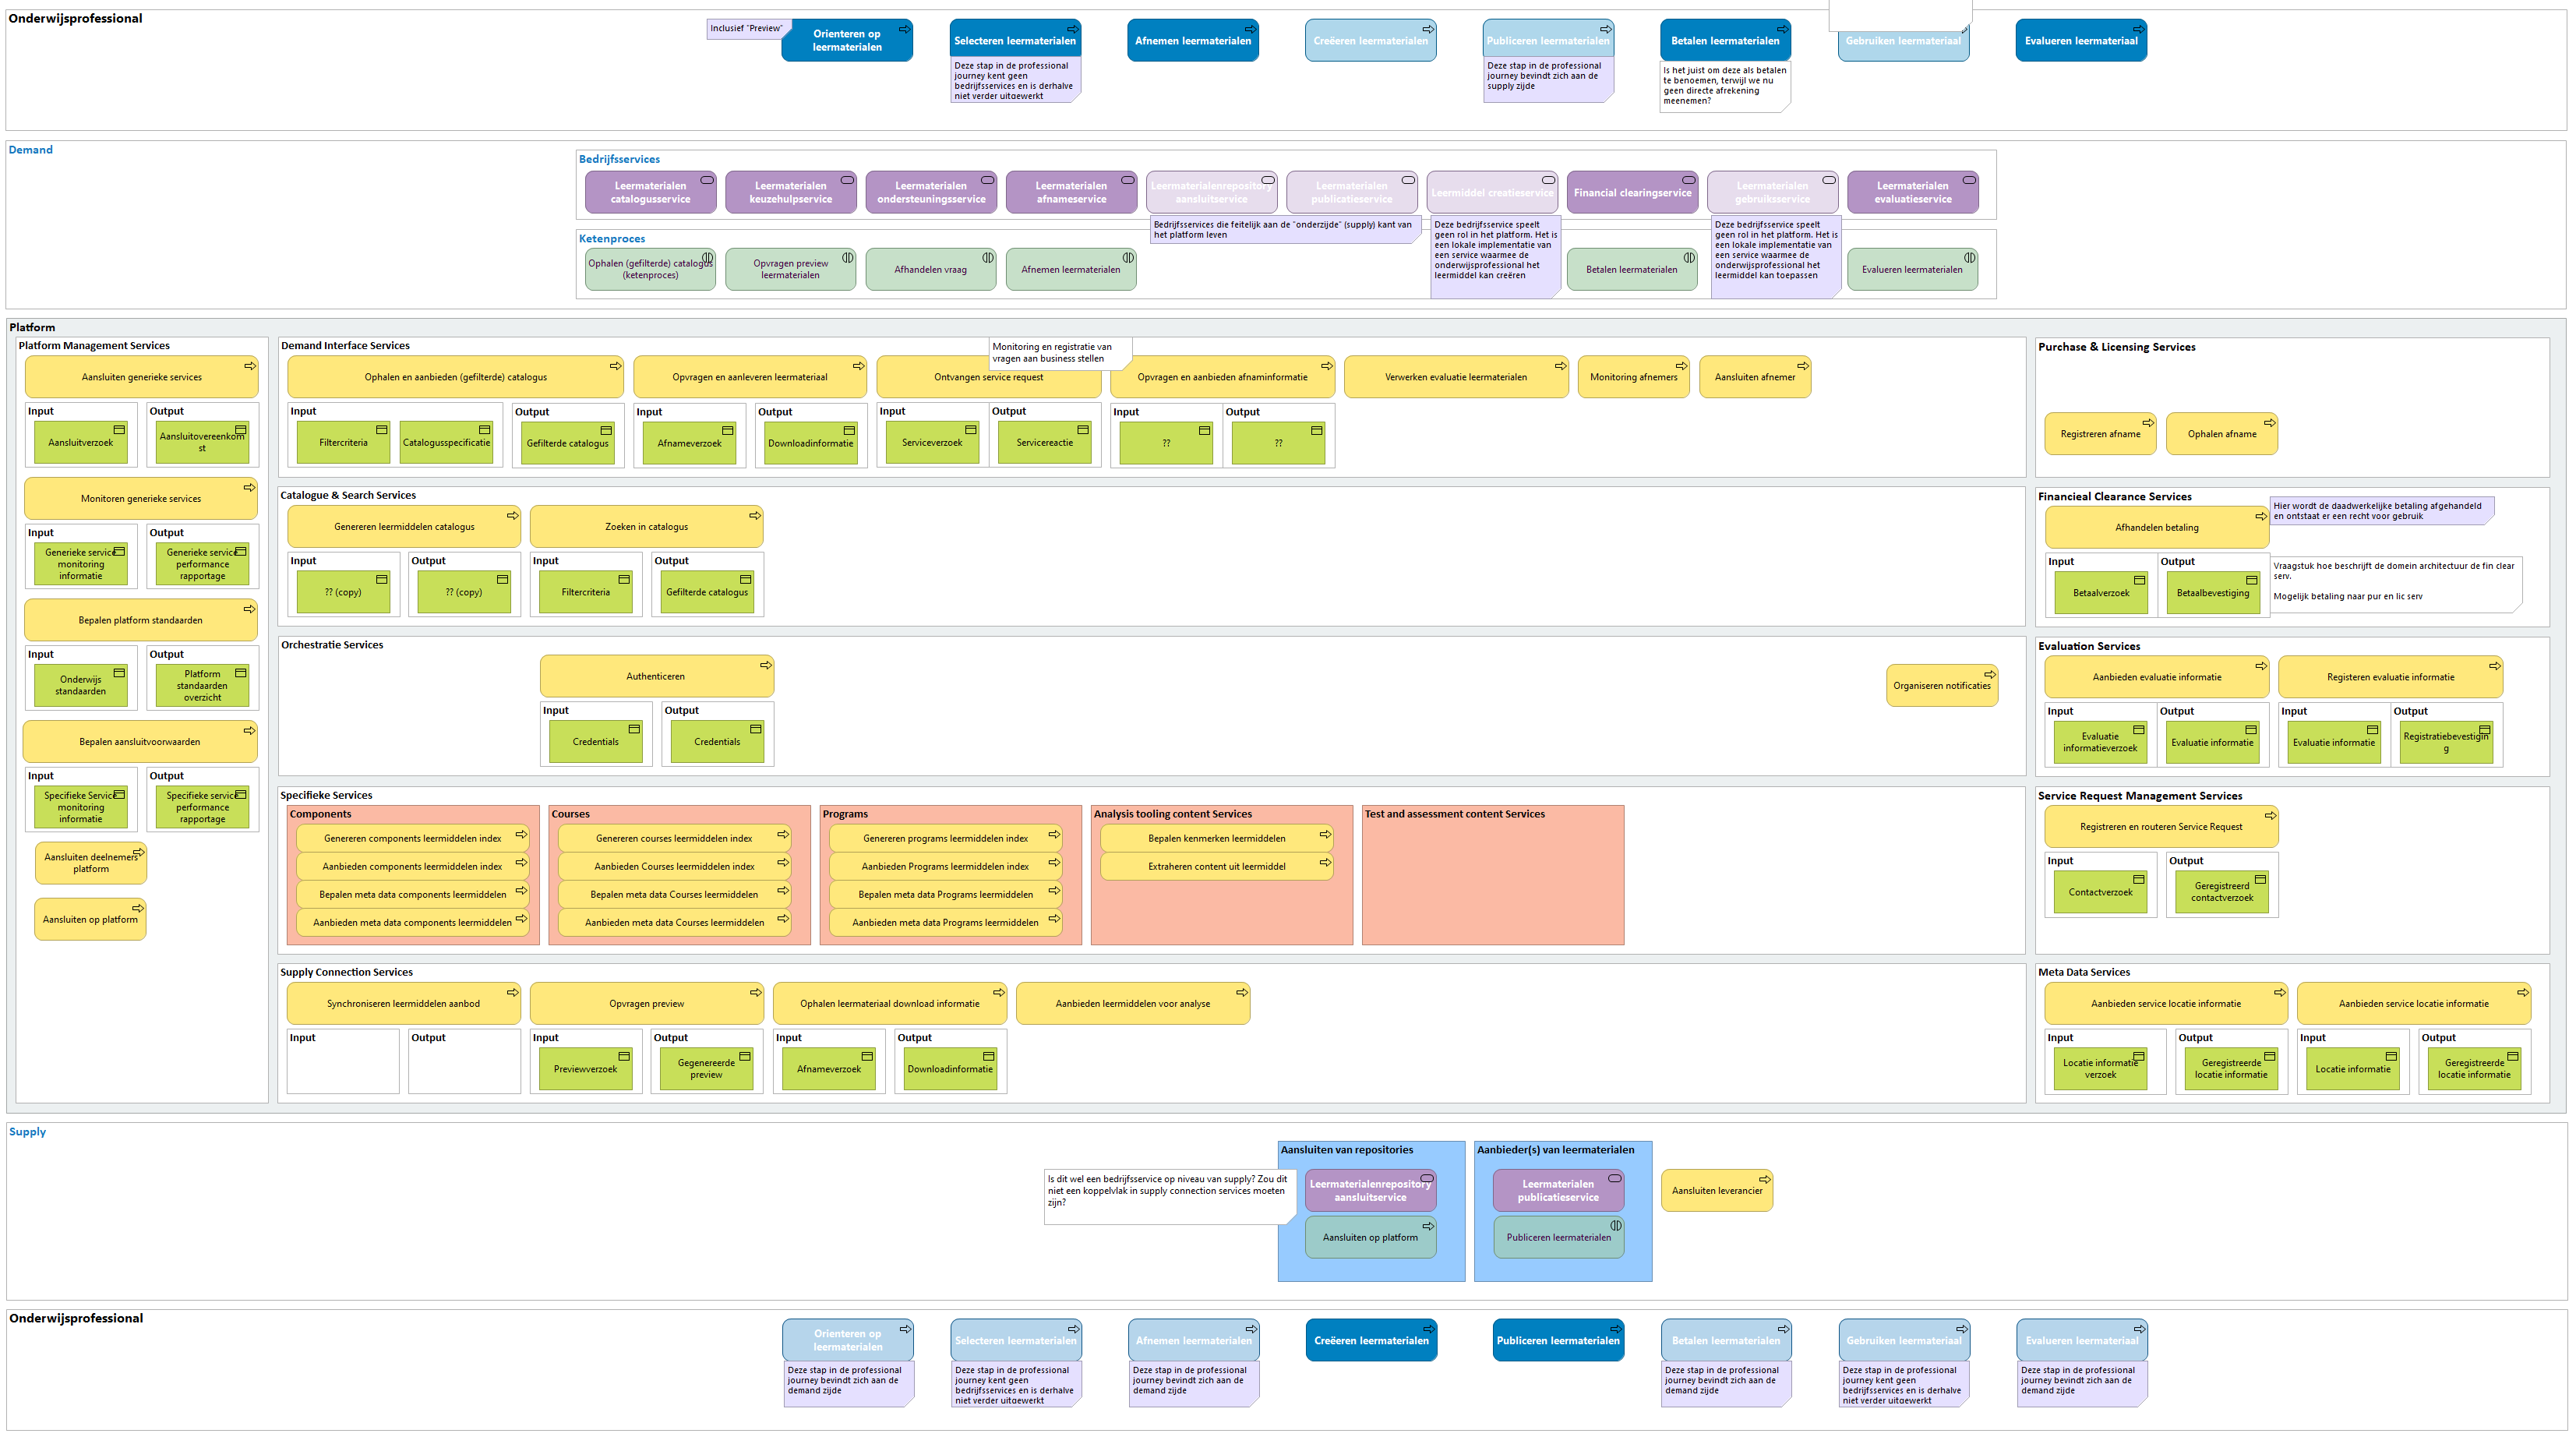 Onderwijsprofessional
Inclusief "Preview"
Orienteren op
leermaterialen
Selecteren leermaterialen
Deze stap in de professional
journey kent geen
bedrijfsservices en is derhalve
niet verder uitgewerkt
Afnemen leermaterialen
Creëeren leermaterialen
Publiceren leermaterialen
Deze stap in de professional
journey bevindt zich aan de
supply zijde
Betalen leermaterialen
Is het juist om deze als betalen
te benoemen, terwijl we nu
geen directe afrekening
meenemen?
Gebruiken leermateriaal
Evalueren leermateriaal
Demand
Bedrijfsservices
Leermaterialen
catalogusservice
Leermaterialen
keuzehulpservice
Leermaterialen
ondersteuningsservice
Leermaterialen
afnameservice
Leermaterialenrepository
aansluitservice
Leermaterialen
publicatieservice
Leermiddel creatieservice
Financial clearingservice
Leermaterialen
gebruiksservice
Leermaterialen
evaluatieservice
Bedrijfsservices die feitelijk aan de "onderzijde" (supply) kant van
het platform leven
Deze bedrijfsservice speelt
geen rol in het platform. Het is
een lokale implementatie van
een service waarmee de
onderwijsprofessional het
leermiddel kan creëren
Deze bedrijfsservice speelt
geen rol in het platform. Het is
een lokale implementatie van
een service waarmee de
onderwijsprofessional het
leermiddel kan toepassen
Ketenproces
Ophalen (gefilterde) catalogus
(ketenproces)
Opvragen preview
leermaterialen
Afhandelen vraag
Afnemen leermaterialen
Betalen leermaterialen
Evalueren leermaterialen
Platform
Platform Management Services
Aansluiten generieke services
Input
Output
Aansluitverzoek
Aansluitovereenkom
st
Monitoren generieke services
Input
Output
Generieke service
monitoring
informatie
Generieke service
performance
rapportage
Bepalen platform standaarden
Input
Output
Onderwijs
standaarden
Platform
standaarden
overzicht
Bepalen aansluitvoorwaarden
Input
Output
Specifieke Service
monitoring
informatie
Specifieke service
performance
rapportage
Aansluiten deelnemers
platform
Aansluiten op platform
Demand Interface Services
Monitoring en registratie van
vragen aan business stellen
Ophalen en aanbieden (gefilterde) catalogus
Input
Filtercriteria
Catalogusspecificatie
Output
Gefilterde catalogus
Opvragen en aanleveren leermateriaal
Input
Afnameverzoek
Output
Downloadinformatie
Ontvangen service request
Input
Serviceverzoek
Output
Servicereactie
Opvragen en aanbieden afnaminformatie
Input
??
Output
??
Verwerken evaluatie leermaterialen
Monitoring afnemers
Aansluiten afnemer
Catalogue & Search Services
Genereren leermiddelen catalogus
Input
?? (copy)
Output
?? (copy)
Zoeken in catalogus
Input
Filtercriteria
Output
Gefilterde catalogus
Orchestratie Services
Authenticeren
Input
Credentials
Output
Credentials
Organiseren notificaties
Specifieke Services
Components
Genereren components leermiddelen index
Aanbieden components leermiddelen index
Bepalen meta data components leermiddelen
Aanbieden meta data components leermiddelen
Courses
Genereren courses leermiddelen index
Aanbieden Courses leermiddelen index
Bepalen meta data Courses leermiddelen
Aanbieden meta data Courses leermiddelen
Programs
Genereren programs leermiddelen index
Aanbieden Programs leermiddelen index
Bepalen meta data Programs leermiddelen
Aanbieden meta data Programs leermiddelen
Analysis tooling content Services
Bepalen kenmerken leermiddelen
Extraheren content uit leermiddel
Test and assessment content Services
Supply Connection Services
Synchroniseren leermiddelen aanbod
Input
Output
Opvragen preview
Input
Previewverzoek
Output
Gegenereerde
preview
Ophalen leermateriaal download informatie
Input
Afnameverzoek
Output
Downloadinformatie
Aanbieden leermiddelen voor analyse
Purchase & Licensing Services
Registreren afname
Ophalen afname
Financieal Clearance Services
Afhandelen betaling
Hier wordt de daadwerkelijke betaling afgehandeld
en ontstaat er een recht voor gebruik
Input
Betaalverzoek
Output
Betaalbevestiging
Vraagstuk hoe beschrijft de domein architectuur de fin clear
serv.
Mogelijk betaling naar pur en lic serv
Evaluation Services
Aanbieden evaluatie informatie
Input
Evaluatie
informatieverzoek
Output
Evaluatie informatie
Registeren evaluatie informatie
Input
Evaluatie informatie
Output
Registratiebevestigin
g
Service Request Management Services
Registreren en routeren Service Request
Input
Contactverzoek
Output
Geregistreerd
contactverzoek
Meta Data Services
Aanbieden service locatie informatie
Input
Locatie informatie
verzoek
Output
Geregistreerde
locatie informatie
Aanbieden service locatie informatie
Input
Locatie informatie
Output
Geregistreerde
locatie informatie
Supply
Is dit wel een bedrijfsservice op niveau van supply? Zou dit
niet een koppelvlak in supply connection services moeten
zijn?
Aansluiten van repositories
Leermaterialenrepository
aansluitservice
Aansluiten op platform
Aanbieder(s) van leermaterialen
Leermaterialen
publicatieservice
Publiceren leermaterialen
Aansluiten leverancier
Onderwijsprofessional
Orienteren op
leermaterialen
Deze stap in de professional
journey bevindt zich aan de
demand zijde
Selecteren leermaterialen
Deze stap in de professional
journey kent geen
bedrijfsservices en is derhalve
niet verder uitgewerkt
Afnemen leermaterialen
Deze stap in de professional
journey bevindt zich aan de
demand zijde
Creëeren leermaterialen
Publiceren leermaterialen
Betalen leermaterialen
Deze stap in de professional
journey bevindt zich aan de
demand zijde
Gebruiken leermateriaal
Deze stap in de professional
journey kent geen
bedrijfsservices en is derhalve
niet verder uitgewerkt
Evalueren leermateriaal
Deze stap in de professional
journey bevindt zich aan de
demand zijde